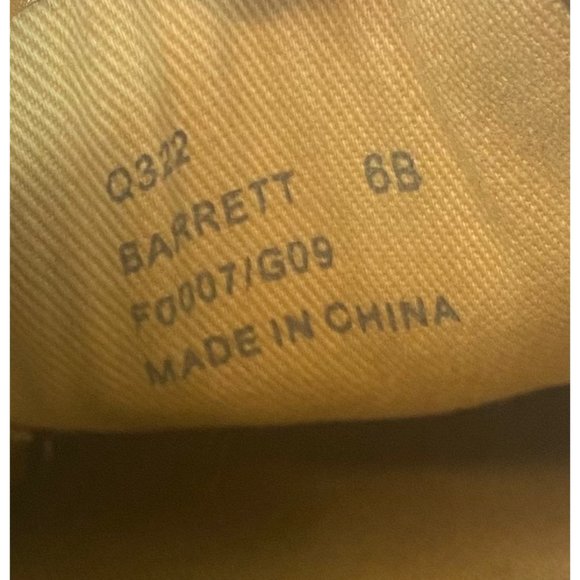 Q322
BARRETT 6B
F0007/G09
MADE IN CHINA